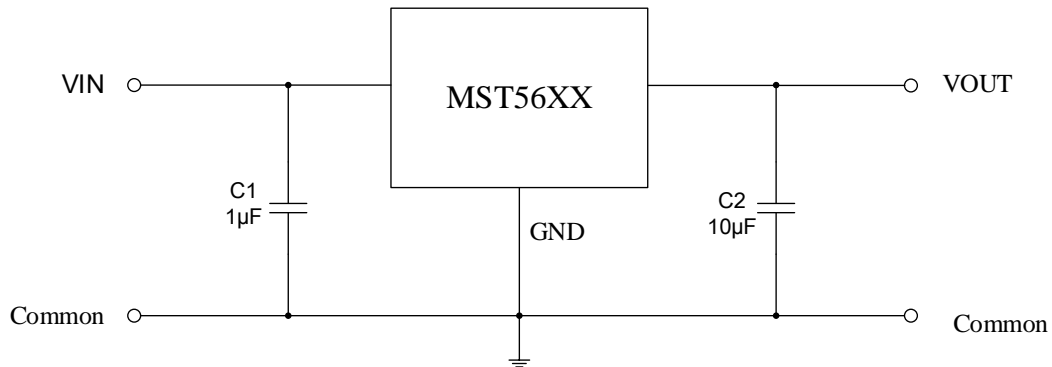 MST56XX
VIN
VOUT
C1
1μF
C2
10μF
GND
Common
Common